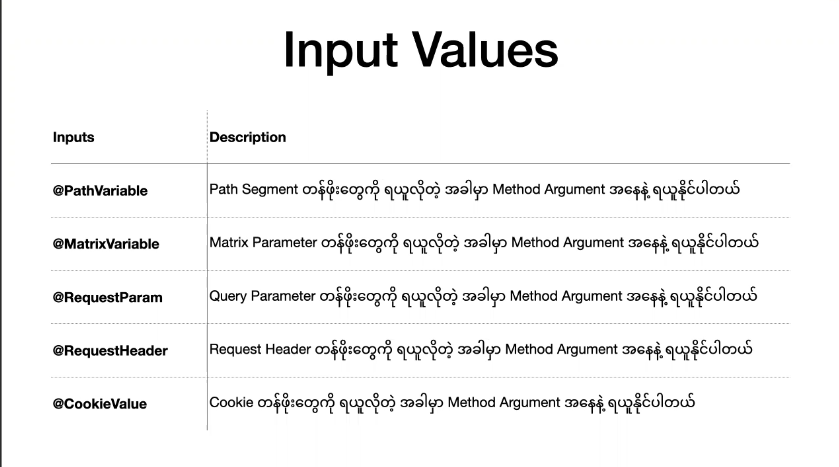 Input Values
Inputs Description
@PathVariable Path Segment တန်ဖိုးတွေကို ရယူလိုတဲ့ အခါမှာ Method Argument အနေနဲ့ ရယူနိုင်ပါတယ်
@MatrixVariable Matrix Parameter တန်ဖိုးတွေကို ရယူလိုတဲ့ အခါမှာ Method Argument အနေနဲ့ ရယူနိုင်ပါတယ်
@RequestParam Query Parameter တန်ဖိုးတွေကို ရယူလိုတဲ့ အခါမှာ Method Argument အနေနဲ့ ရယူနိုင်ပါတယ်
@RequestHeader Request Header တန်ဖိုးတွေကို ရယူလိုတဲ့ အခါမှာ Method Argument အနေနဲ့ ရယူနိုင်ပါတယ်
@CookieValue Cookie တန်ဖိုးတွေကို ရယူလိုတဲ့ အခါမှာ Method Argument အနေနဲ့ ရယူနိုင်ပါတယ်